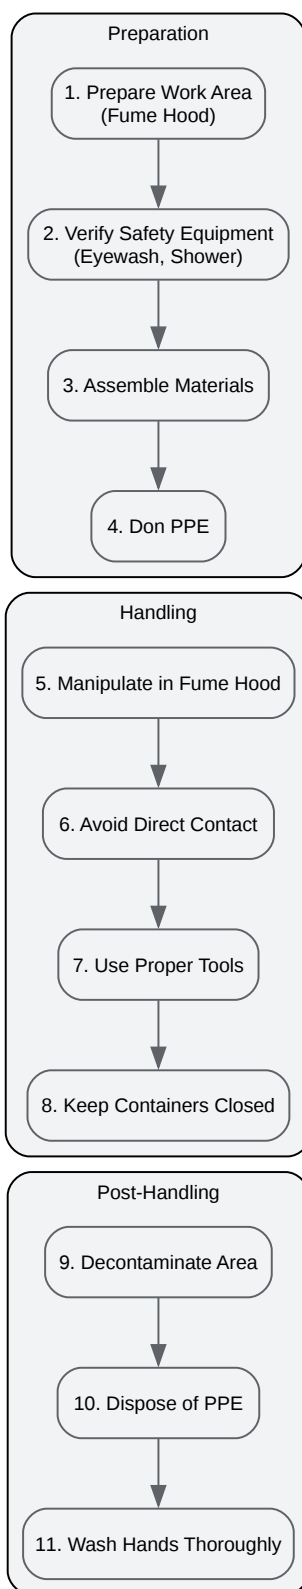 Preparation
1. Prepare Work Area
(Fume Hood)
2. Verify Safety Equipment
(Eyewash, Shower)
3. Assemble Materials
4. Don PPE
Handling
5. Manipulate in Fume Hood
6. Avoid Direct Contact
7. Use Proper Tools
8. Keep Containers Closed
Post-Handling
9. Decontaminate Area
10. Dispose of PPE
11. Wash Hands Thoroughly